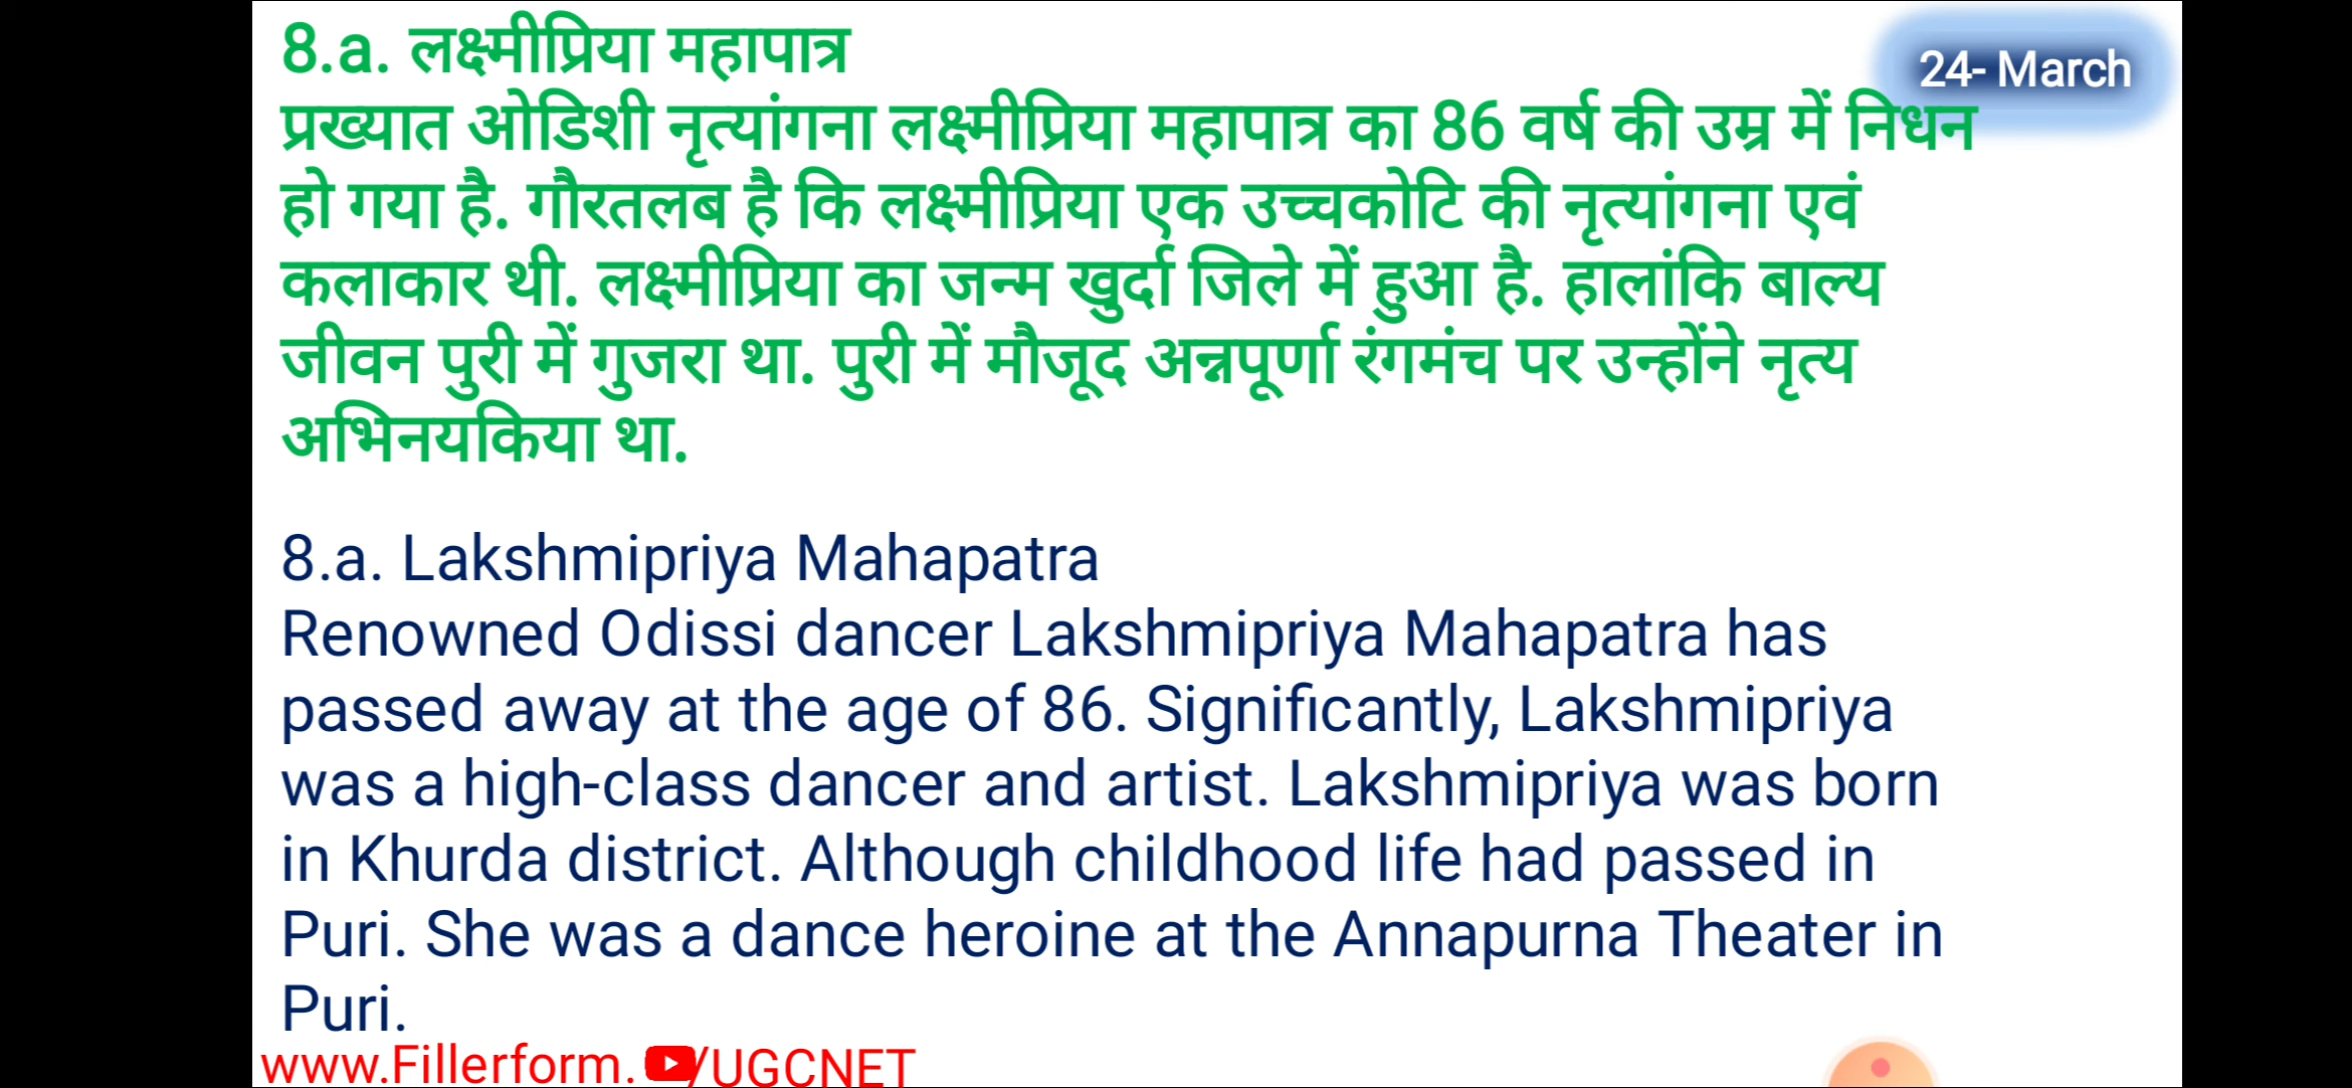 8.a. लक्ष्मीप्रिया महापात्र
24- March
प्रख्यात ओडिशी नृत्यांगना लक्ष्मीप्रिया महापात्र का 86 वर्ष की उम्र में निधन
हो गया है. गौरतलब है कि लक्ष्मीप्रिया एक उच्चकोटि की नृत्यांगना एवं
कलाकार थी. लक्ष्मीप्रिया का जन्म खुर्दा जिले में हुआ है. हालांकि बाल्य
जीवन पुरी में गुजरा था. पुरी में मौजूद अन्नपूर्णा रंगमंच पर उन्होंने नृत्य
अभिनयकिया था.
8.a. Lakshmipriya Mahapatra
Renowned Odissi dancer Lakshmipriya Mahapatra has
passed away at the age of 86. Significantly, Lakshmipriya
was a high-class dancer and artist. Lakshmipriya was born
in Khurda district. Although childhood life had passed in
Puri. She was a dance heroine at the Annapurna Theater in
Puri.
www.Fillerform. /UGCNET